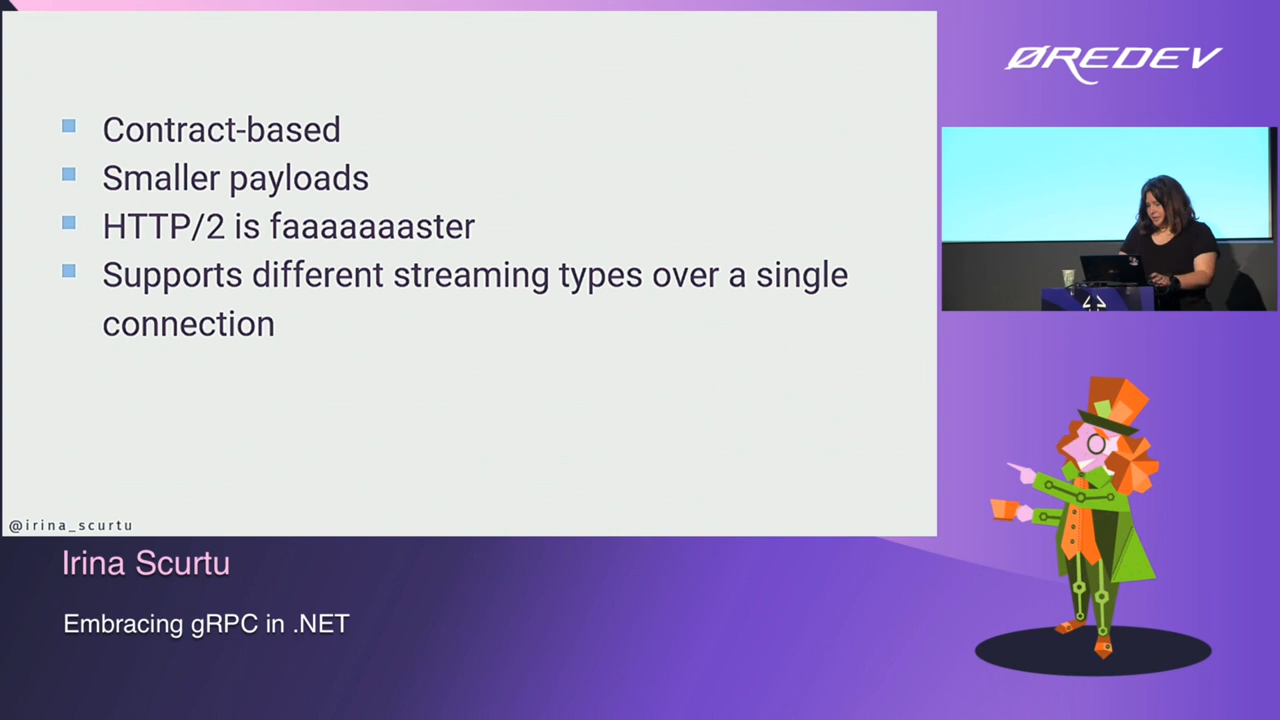 ØREDEV
Contract-based
Smaller payloads
HTTP/2 is faaaaaaaster
Supports different streaming types over a single
connection
@irina_scurtu
Irina Scurtu
Embracing gRPC in .NET